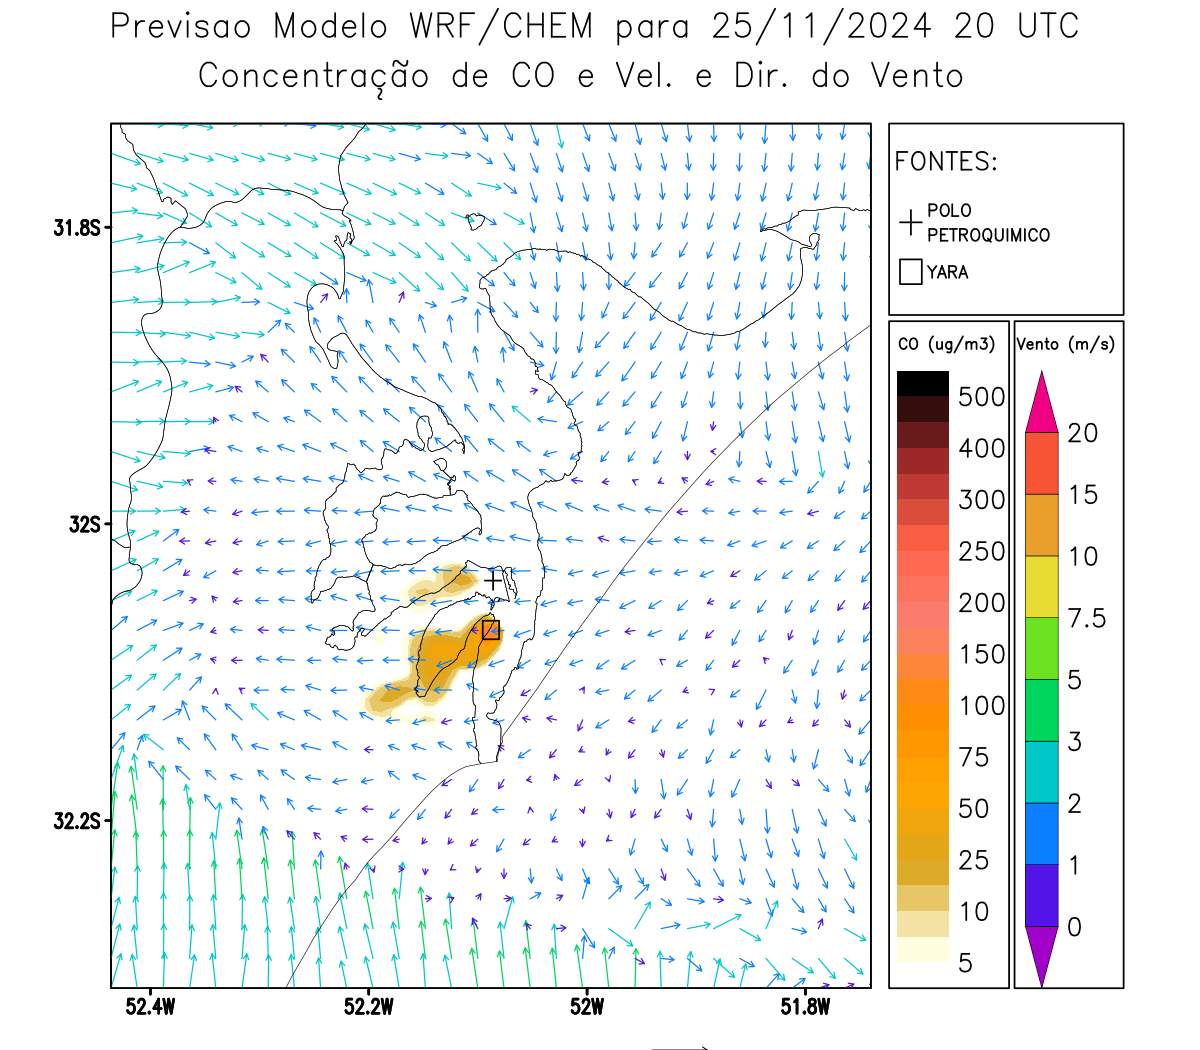 Previsao Modelo WRF/CHEM para 25/11/2024 20 UTC
Concentração de CO e Vel. e Dir. do Vento
FONTES:
POLO
PETROQUIMICO
YARA
CO (ug/m3)
500
400
300
250
200
150
100
75
50
25
10
5
Vento (m/s)
20
15
10
7.5
5
3
2
1
0
31.8S
32S
32.2S
52.4W
52.2W
52W
51.8W